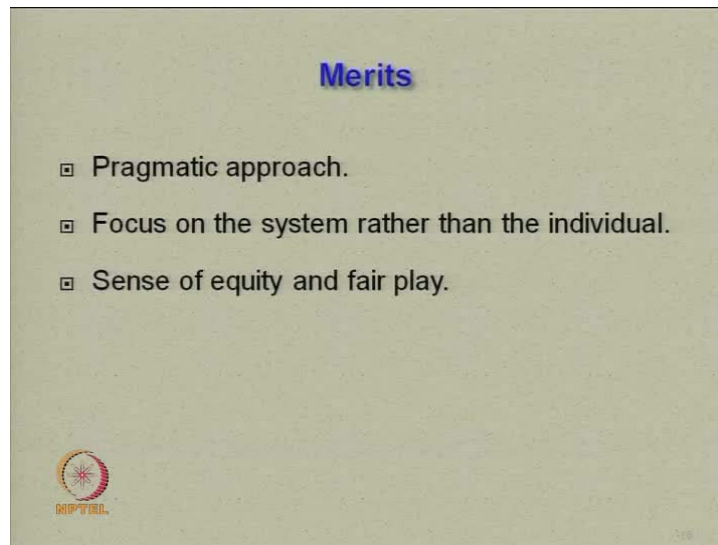 Merits
Pragmatic approach.
Focus on the system rather than the individual.
Sense of equity and fair play.
NPTEL